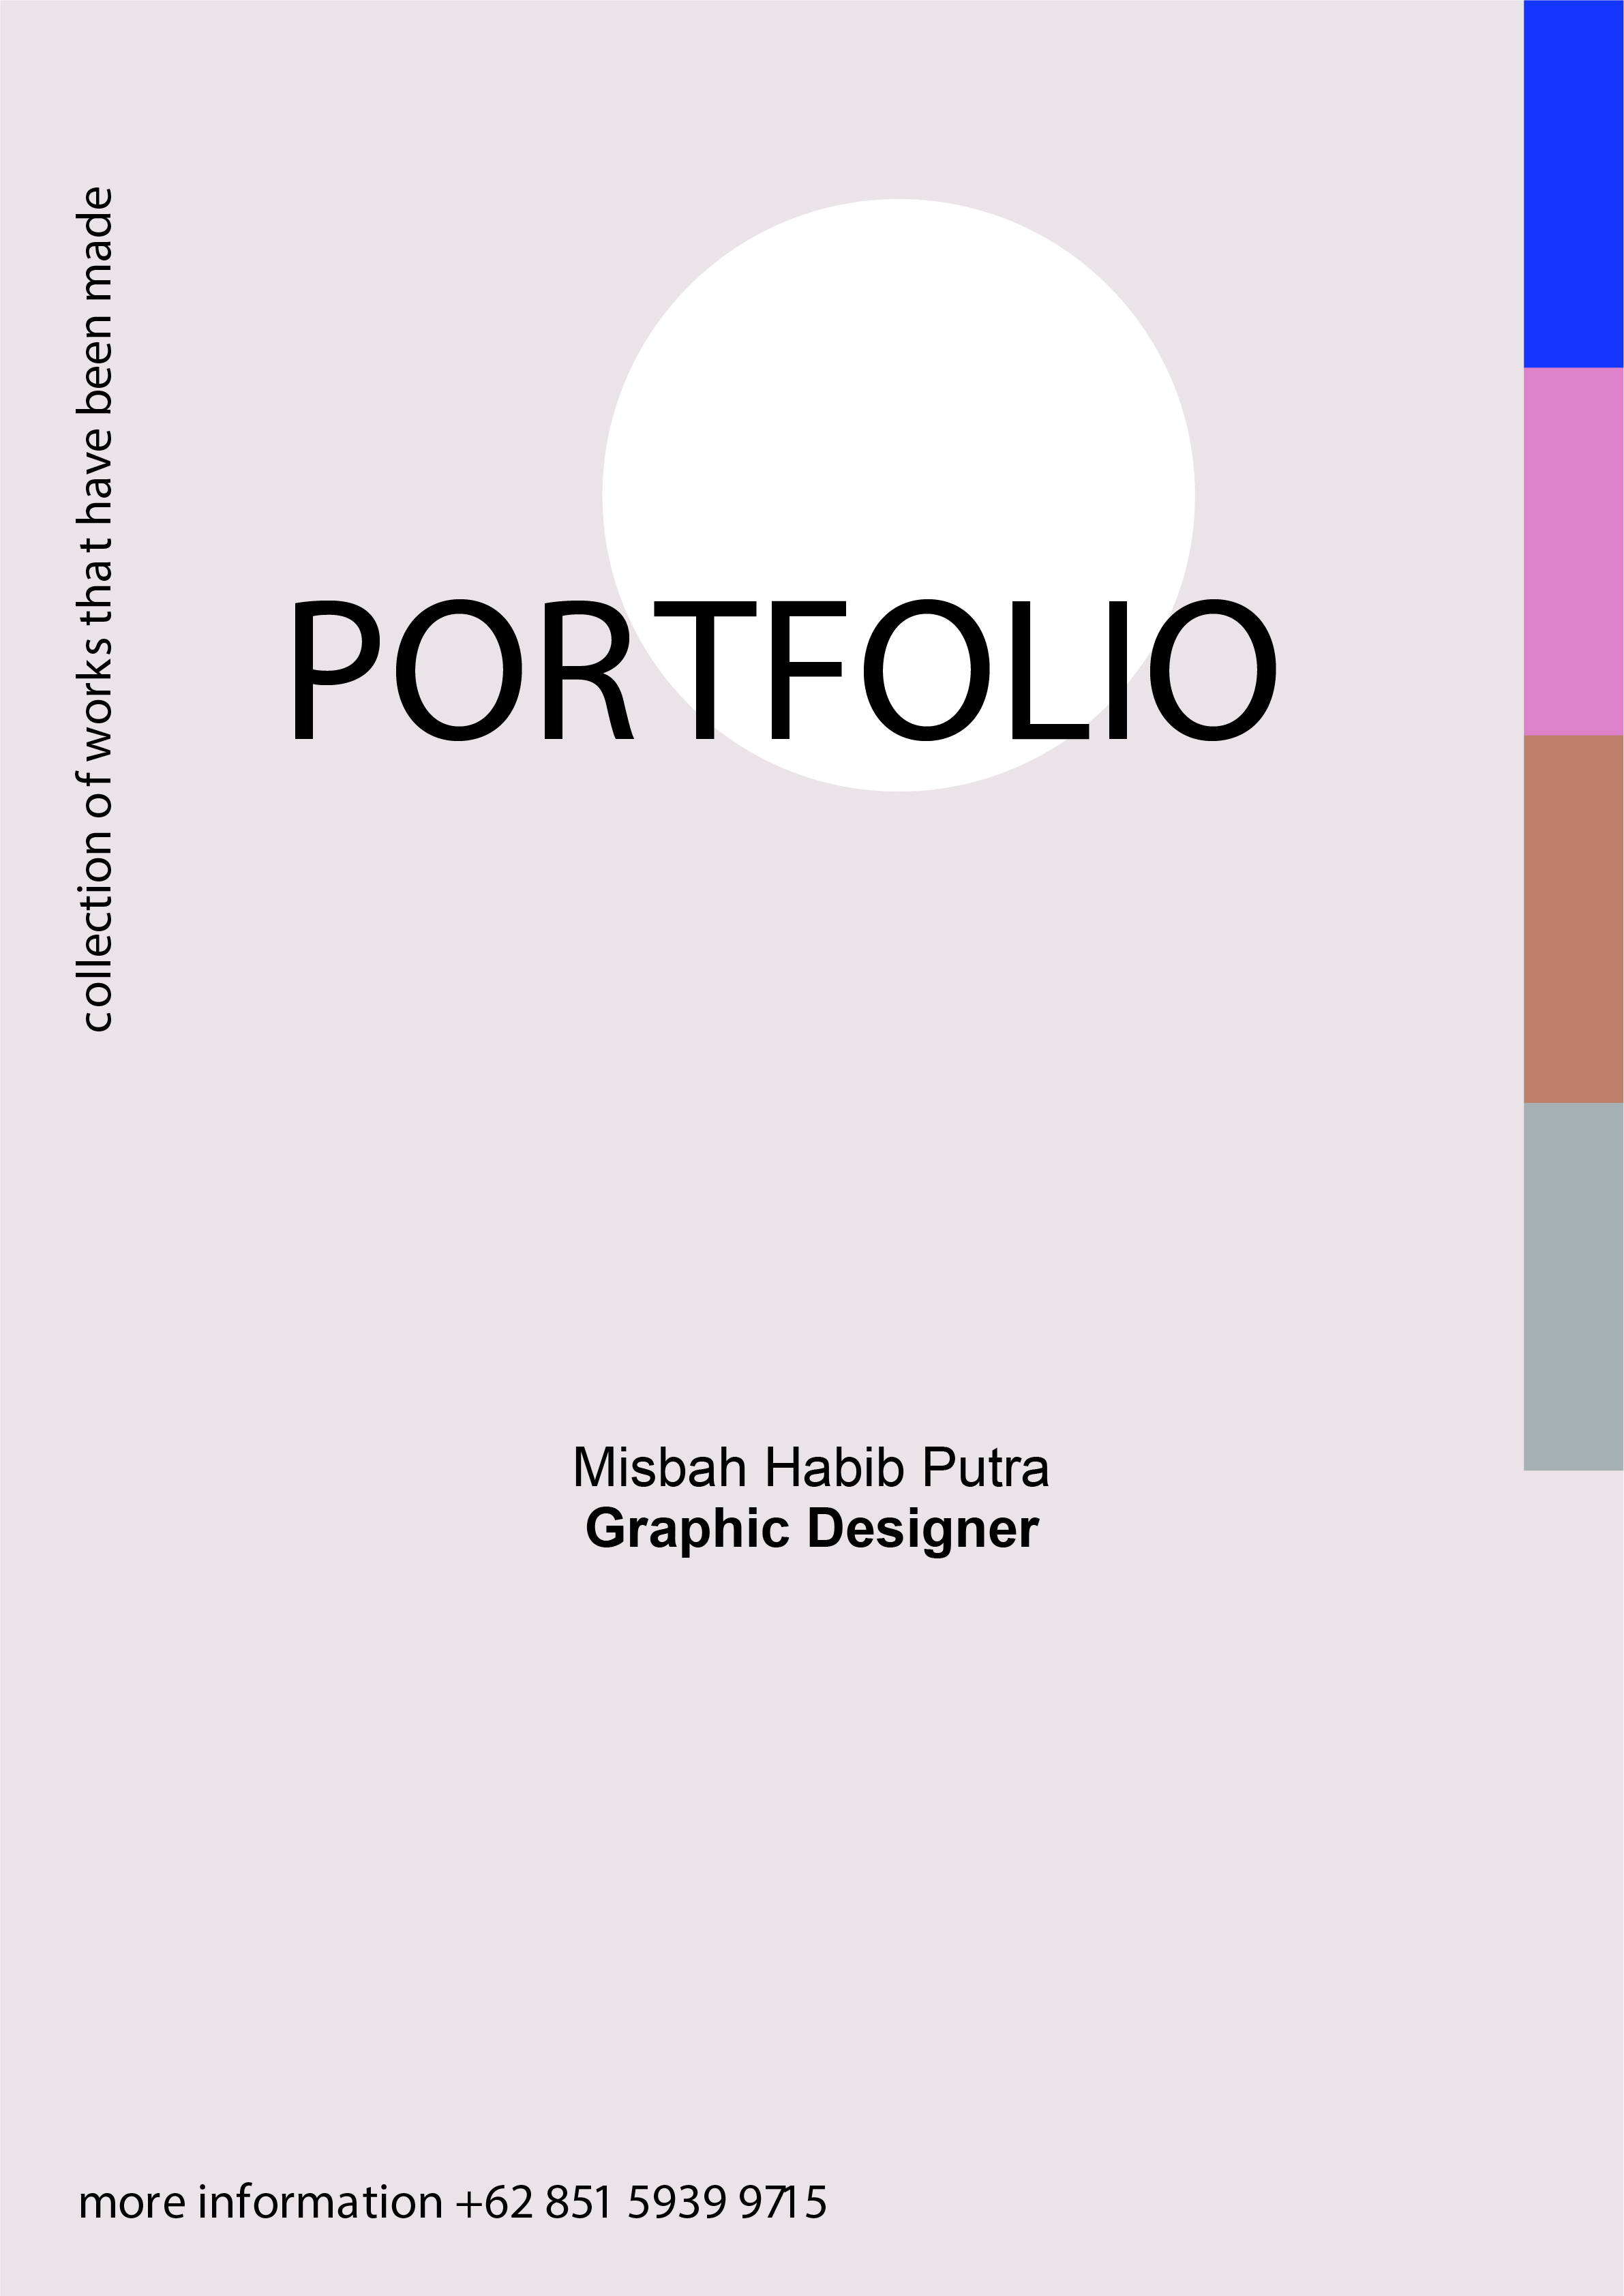 collection of works that have been made
PORTFOLIO
Misbah Habib Putra
Graphic Designer
more information +62 851 5939 9715